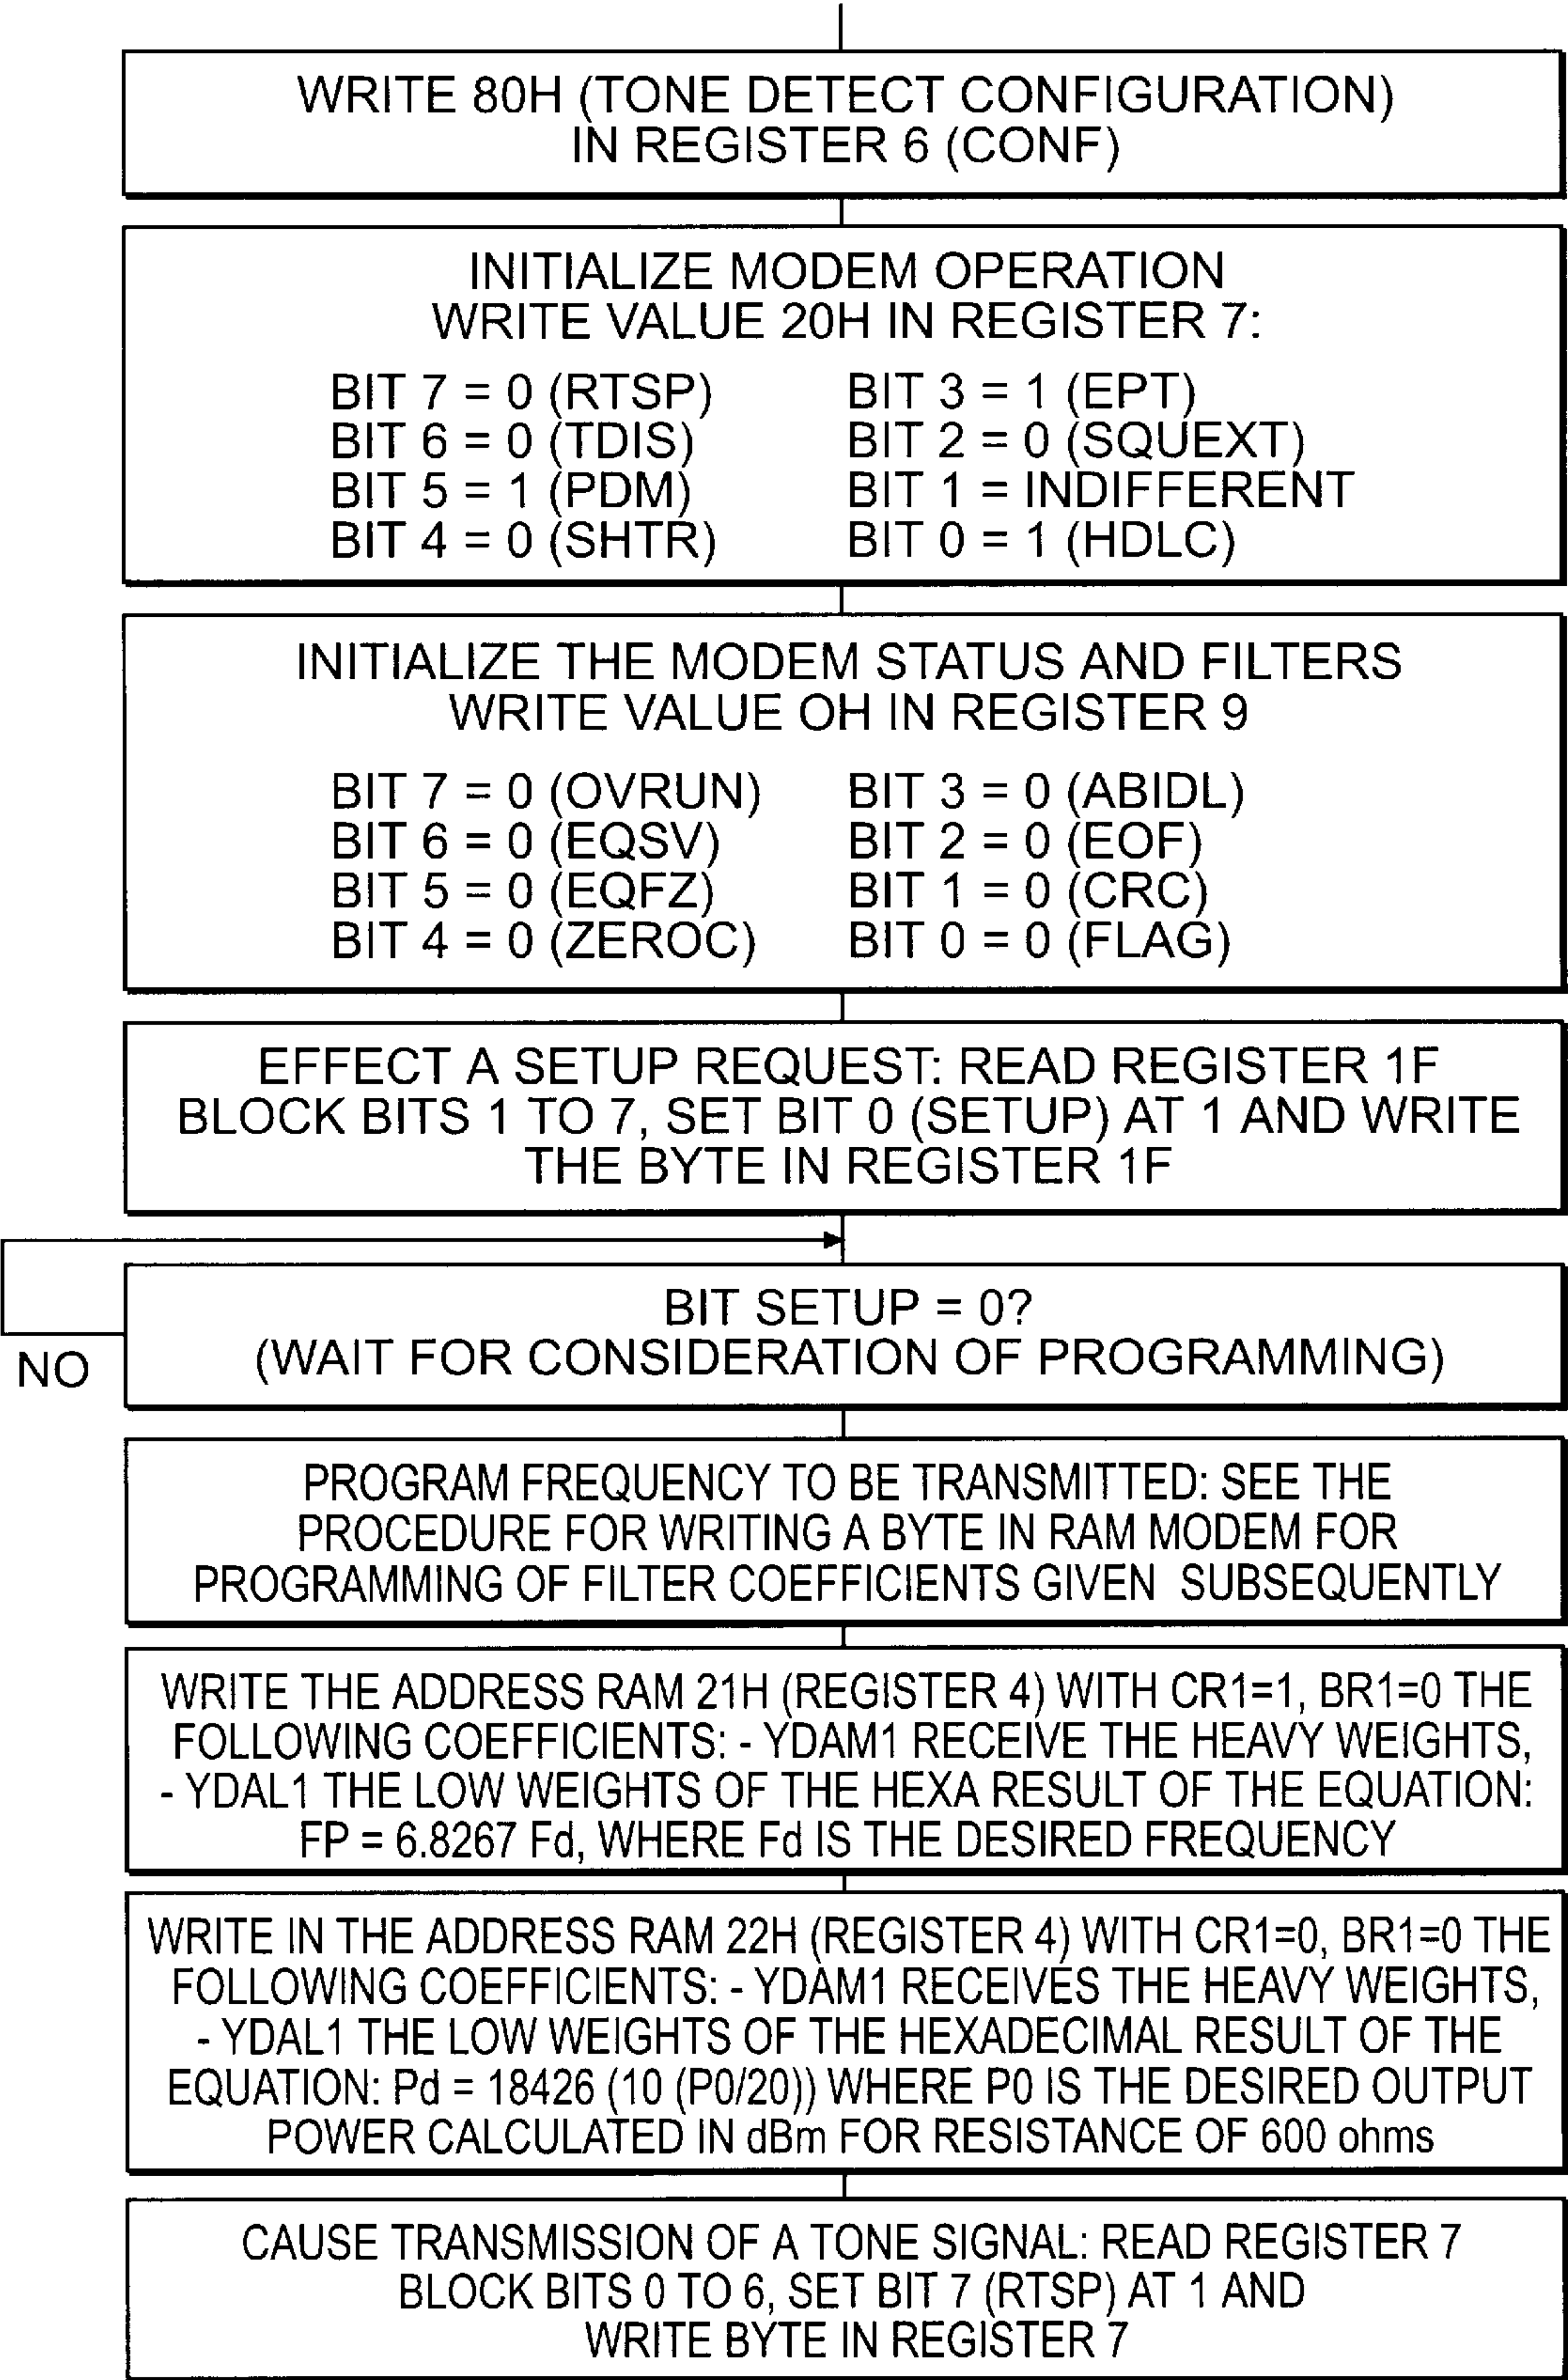 WRITE 80H (TONE DETECT CONFIGURATION)
IN REGISTER 6 (CONF)
INITIALIZE MODEM OPERATION
WRITE VALUE 20H IN REGISTER 7:
BIT 7 = 0 (RTSP) BIT 3 = 1 (EPT)
BIT 6 = 0 (TDIS) BIT 2 = 0 (SQUEXT)
BIT 5 = 1 (PDM) BIT 1 = INDIFFERENT
BIT 4 = 0 (SHTR) BIT 0 = 1 (HDLC)
INITIALIZE THE MODEM STATUS AND FILTERS
WRITE VALUE OH IN REGISTER 9
BIT 7 = 0 (OVRUN) BIT 3 = 0 (ABIDL)
BIT 6 = 0 (EQSV) BIT 2 = 0 (EOF)
BIT 5 = 0 (EQFZ) BIT 1 = 0 (CRC)
BIT 4 = 0 (ZEROC) BIT 0 = 0 (FLAG)
EFFECT A SETUP REQUEST: READ REGISTER 1F
BLOCK BITS 1 TO 7, SET BIT 0 (SETUP) AT 1 AND WRITE
THE BYTE IN REGISTER 1F
BIT SETUP = 0?
(WAIT FOR CONSIDERATION OF PROGRAMMING)
NO
PROGRAM FREQUENCY TO BE TRANSMITTED: SEE THE
PROCEDURE FOR WRITING A BYTE IN RAM MODEM FOR
PROGRAMMING OF FILTER COEFFICIENTS GIVEN SUBSEQUENTLY
WRITE THE ADDRESS RAM 21H (REGISTER 4) WITH CR1=1, BR1=0 THE
FOLLOWING COEFFICIENTS: - YDAM1 RECEIVE THE HEAVY WEIGHTS,
- YDAL1 THE LOW WEIGHTS OF THE HEXA RESULT OF THE EQUATION:
FP = 6.8267 Fd, WHERE Fd IS THE DESIRED FREQUENCY
WRITE IN THE ADDRESS RAM 22H (REGISTER 4) WITH CR1=0, BR1=0 THE
FOLLOWING COEFFICIENTS: - YDAM1 RECEIVES THE HEAVY WEIGHTS,
- YDAL1 THE LOW WEIGHTS OF THE HEXADECIMAL RESULT OF THE
EQUATION: Pd = 18426 (10 (P0/20)) WHERE P0 IS THE DESIRED OUTPUT
POWER CALCULATED IN dBm FOR RESISTANCE OF 600 ohms
CAUSE TRANSMISSION OF A TONE SIGNAL: READ REGISTER 7
BLOCK BITS 0 TO 6, SET BIT 7 (RTSP) AT 1 AND
WRITE BYTE IN REGISTER 7